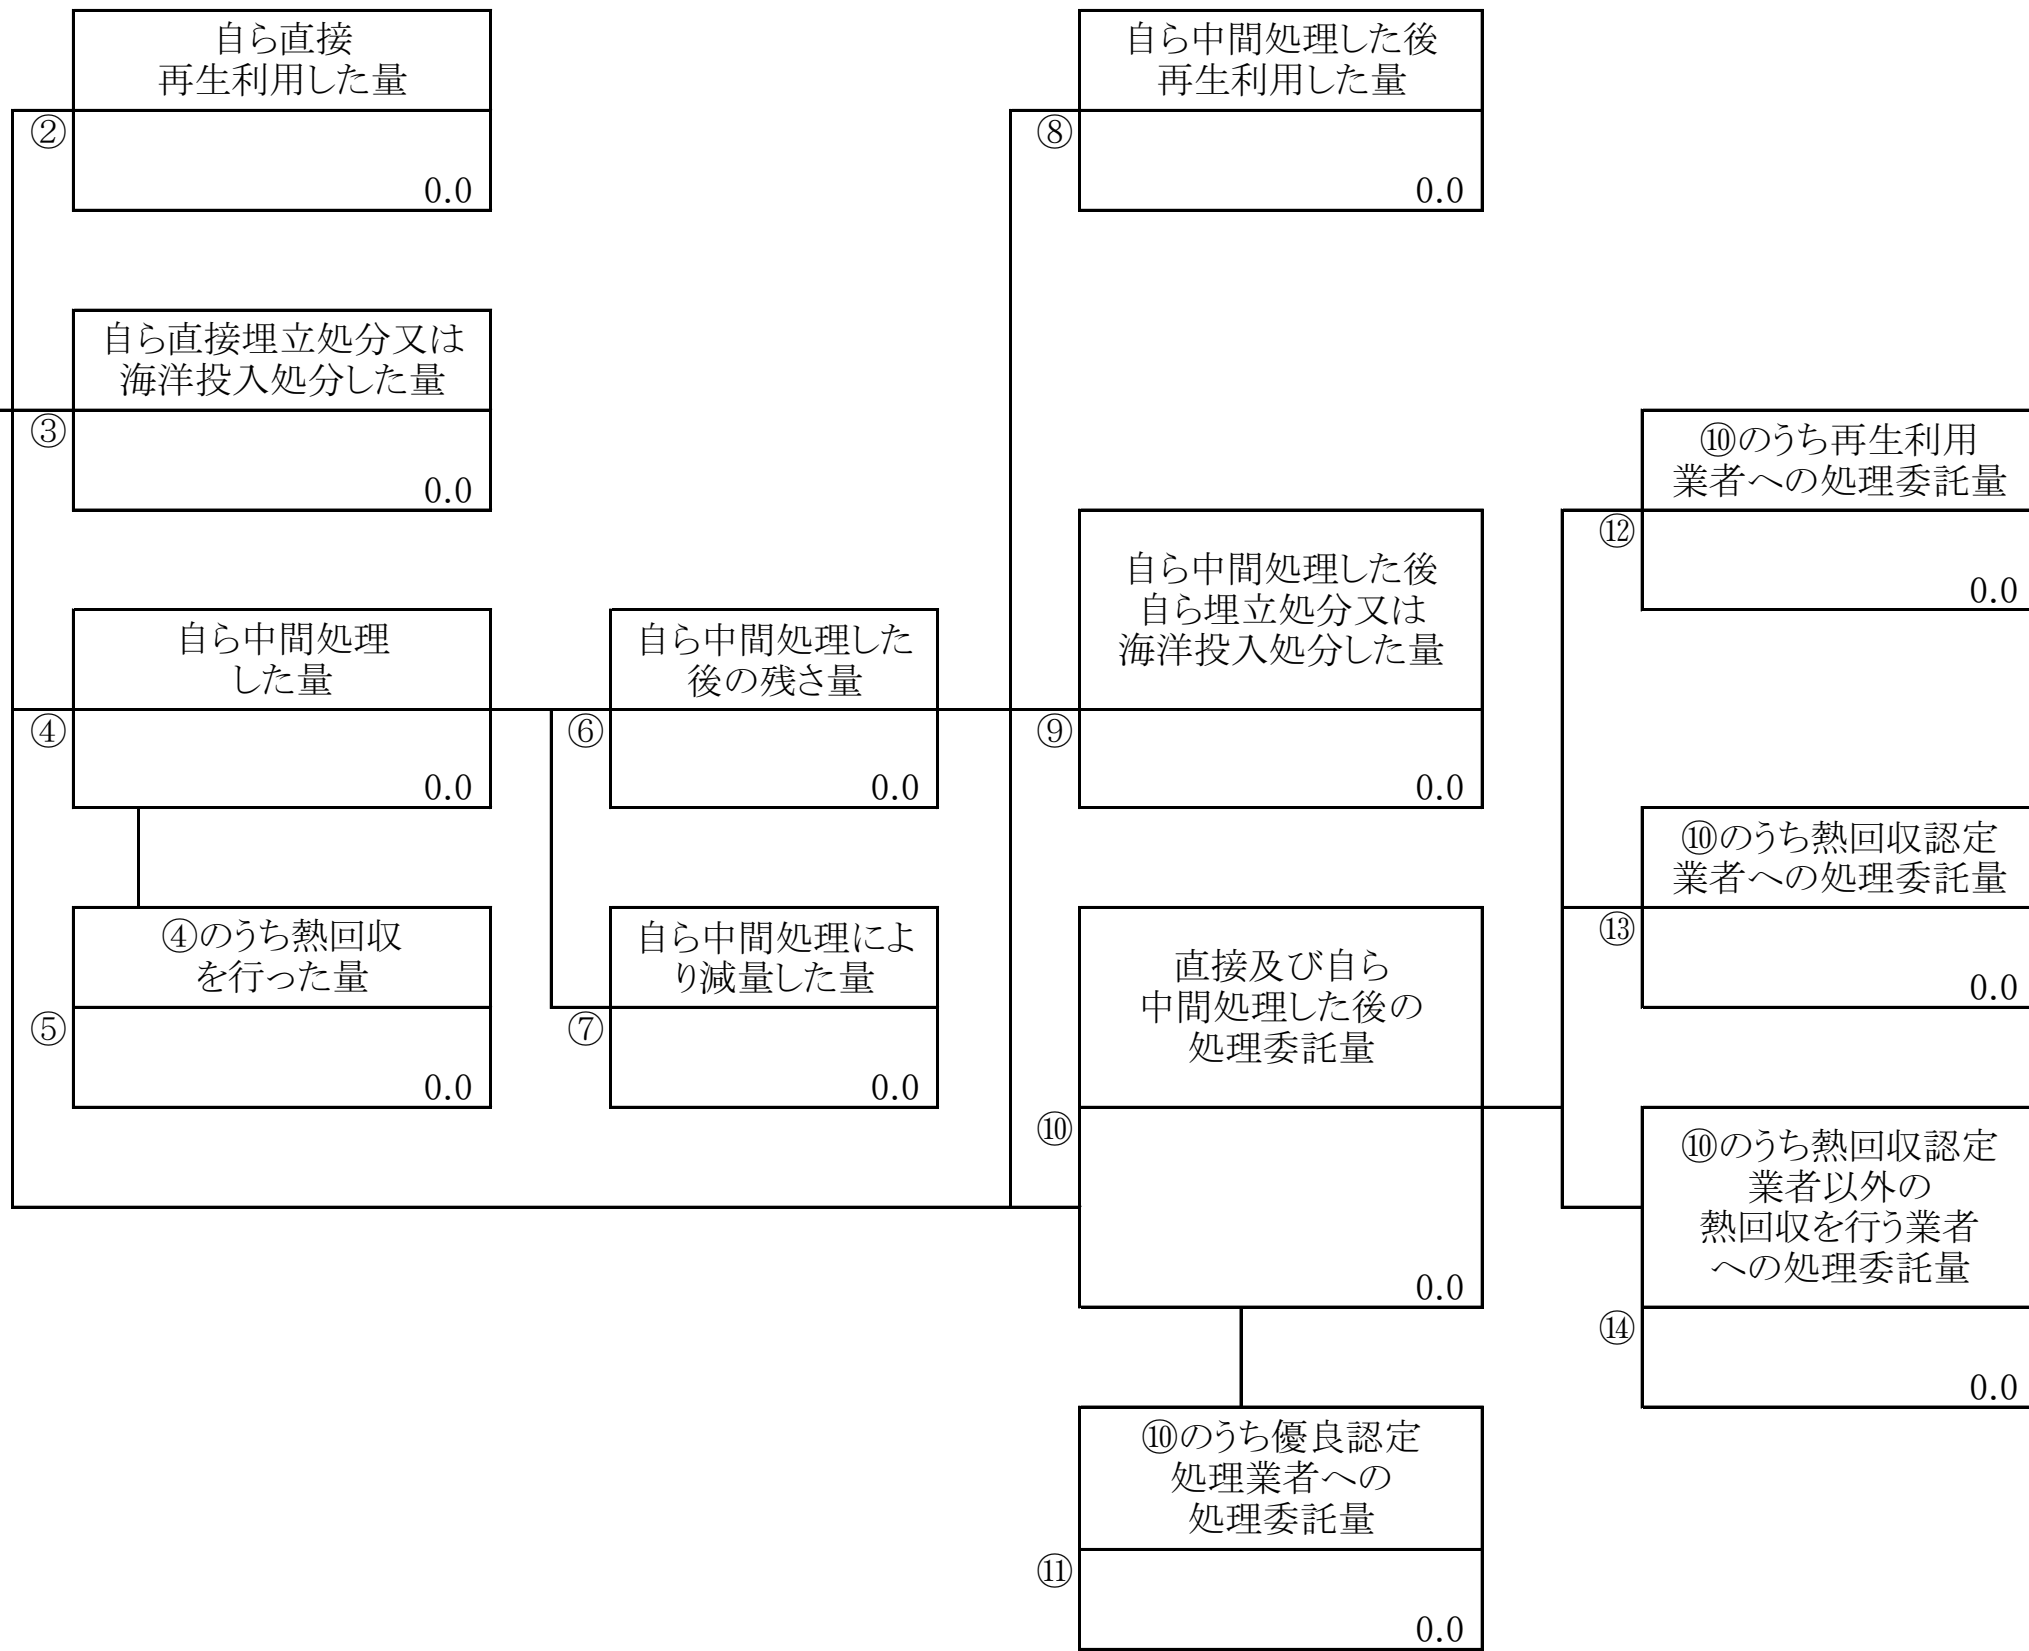 自ら直接
再生利用した量
②
0.0
自ら中間処理した後
再生利用した量
⑧
0.0
自ら直接埋立処分又は
海洋投入処分した量
③
0.0
⑩のうち再生利用
業者への処理委託量
⑫
0.0
自ら中間処理
した量
④
0.0
自ら中間処理した
後の残さ量
⑥
0.0
自ら中間処理した後
自ら埋立処分又は
海洋投入処分した量
⑨
0.0
⑩のうち熱回収認定
業者への処理委託量
⑬
0.0
④のうち熱回収
を行った量
⑤
0.0
自ら中間処理によ
り減量した量
⑦
0.0
直接及び自ら
中間処理した後の
処理委託量
⑩
0.0
⑩のうち熱回収認定
業者以外の
熱回収を行う業者
への処理委託量
⑭
0.0
⑩のうち優良認定
処理業者への
処理委託量
⑪
0.0